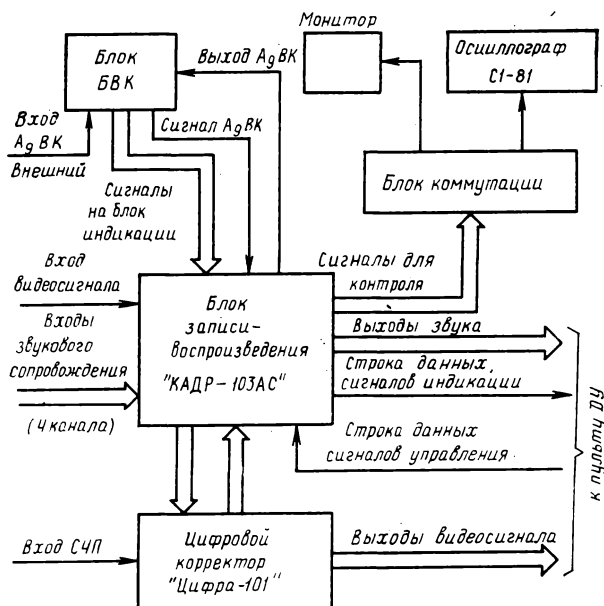 Монитор
Осциллограф
С1-81
Блок
БВК
Выход АдВК
Вход
АдВК
Внешний
Сигнал АдВК
Сигналы
на блок
индикации
Блок коммутации
Вход
видеосигнала
Входы
звукового
сопровождения
(4 канала)
Блок
записи-
воспроизведения
"КАДР-103АС"
Сигналы для
контроля
Выходы звука
Строка данных,
сигналов индикации
Строка данных
сигналов управления
к пульту ДУ
Вход СЧП
Цифровой
корректор
"Цифра-101"
Выходы видеосигнала